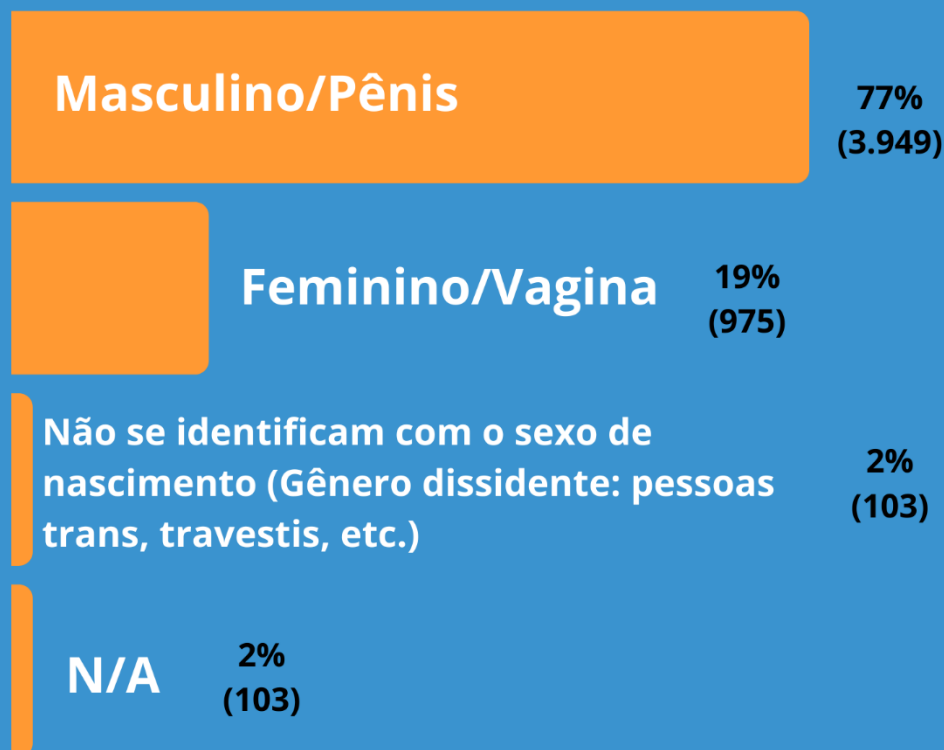 Masculino/Pênis
77%
(3.949)
Feminino/Vagina
19%
(975)
Não se identificam com o sexo de
nascimento (Gênero dissidente: pessoas
trans, travestis, etc.)
2%
(103)
N/A
2%
(103)